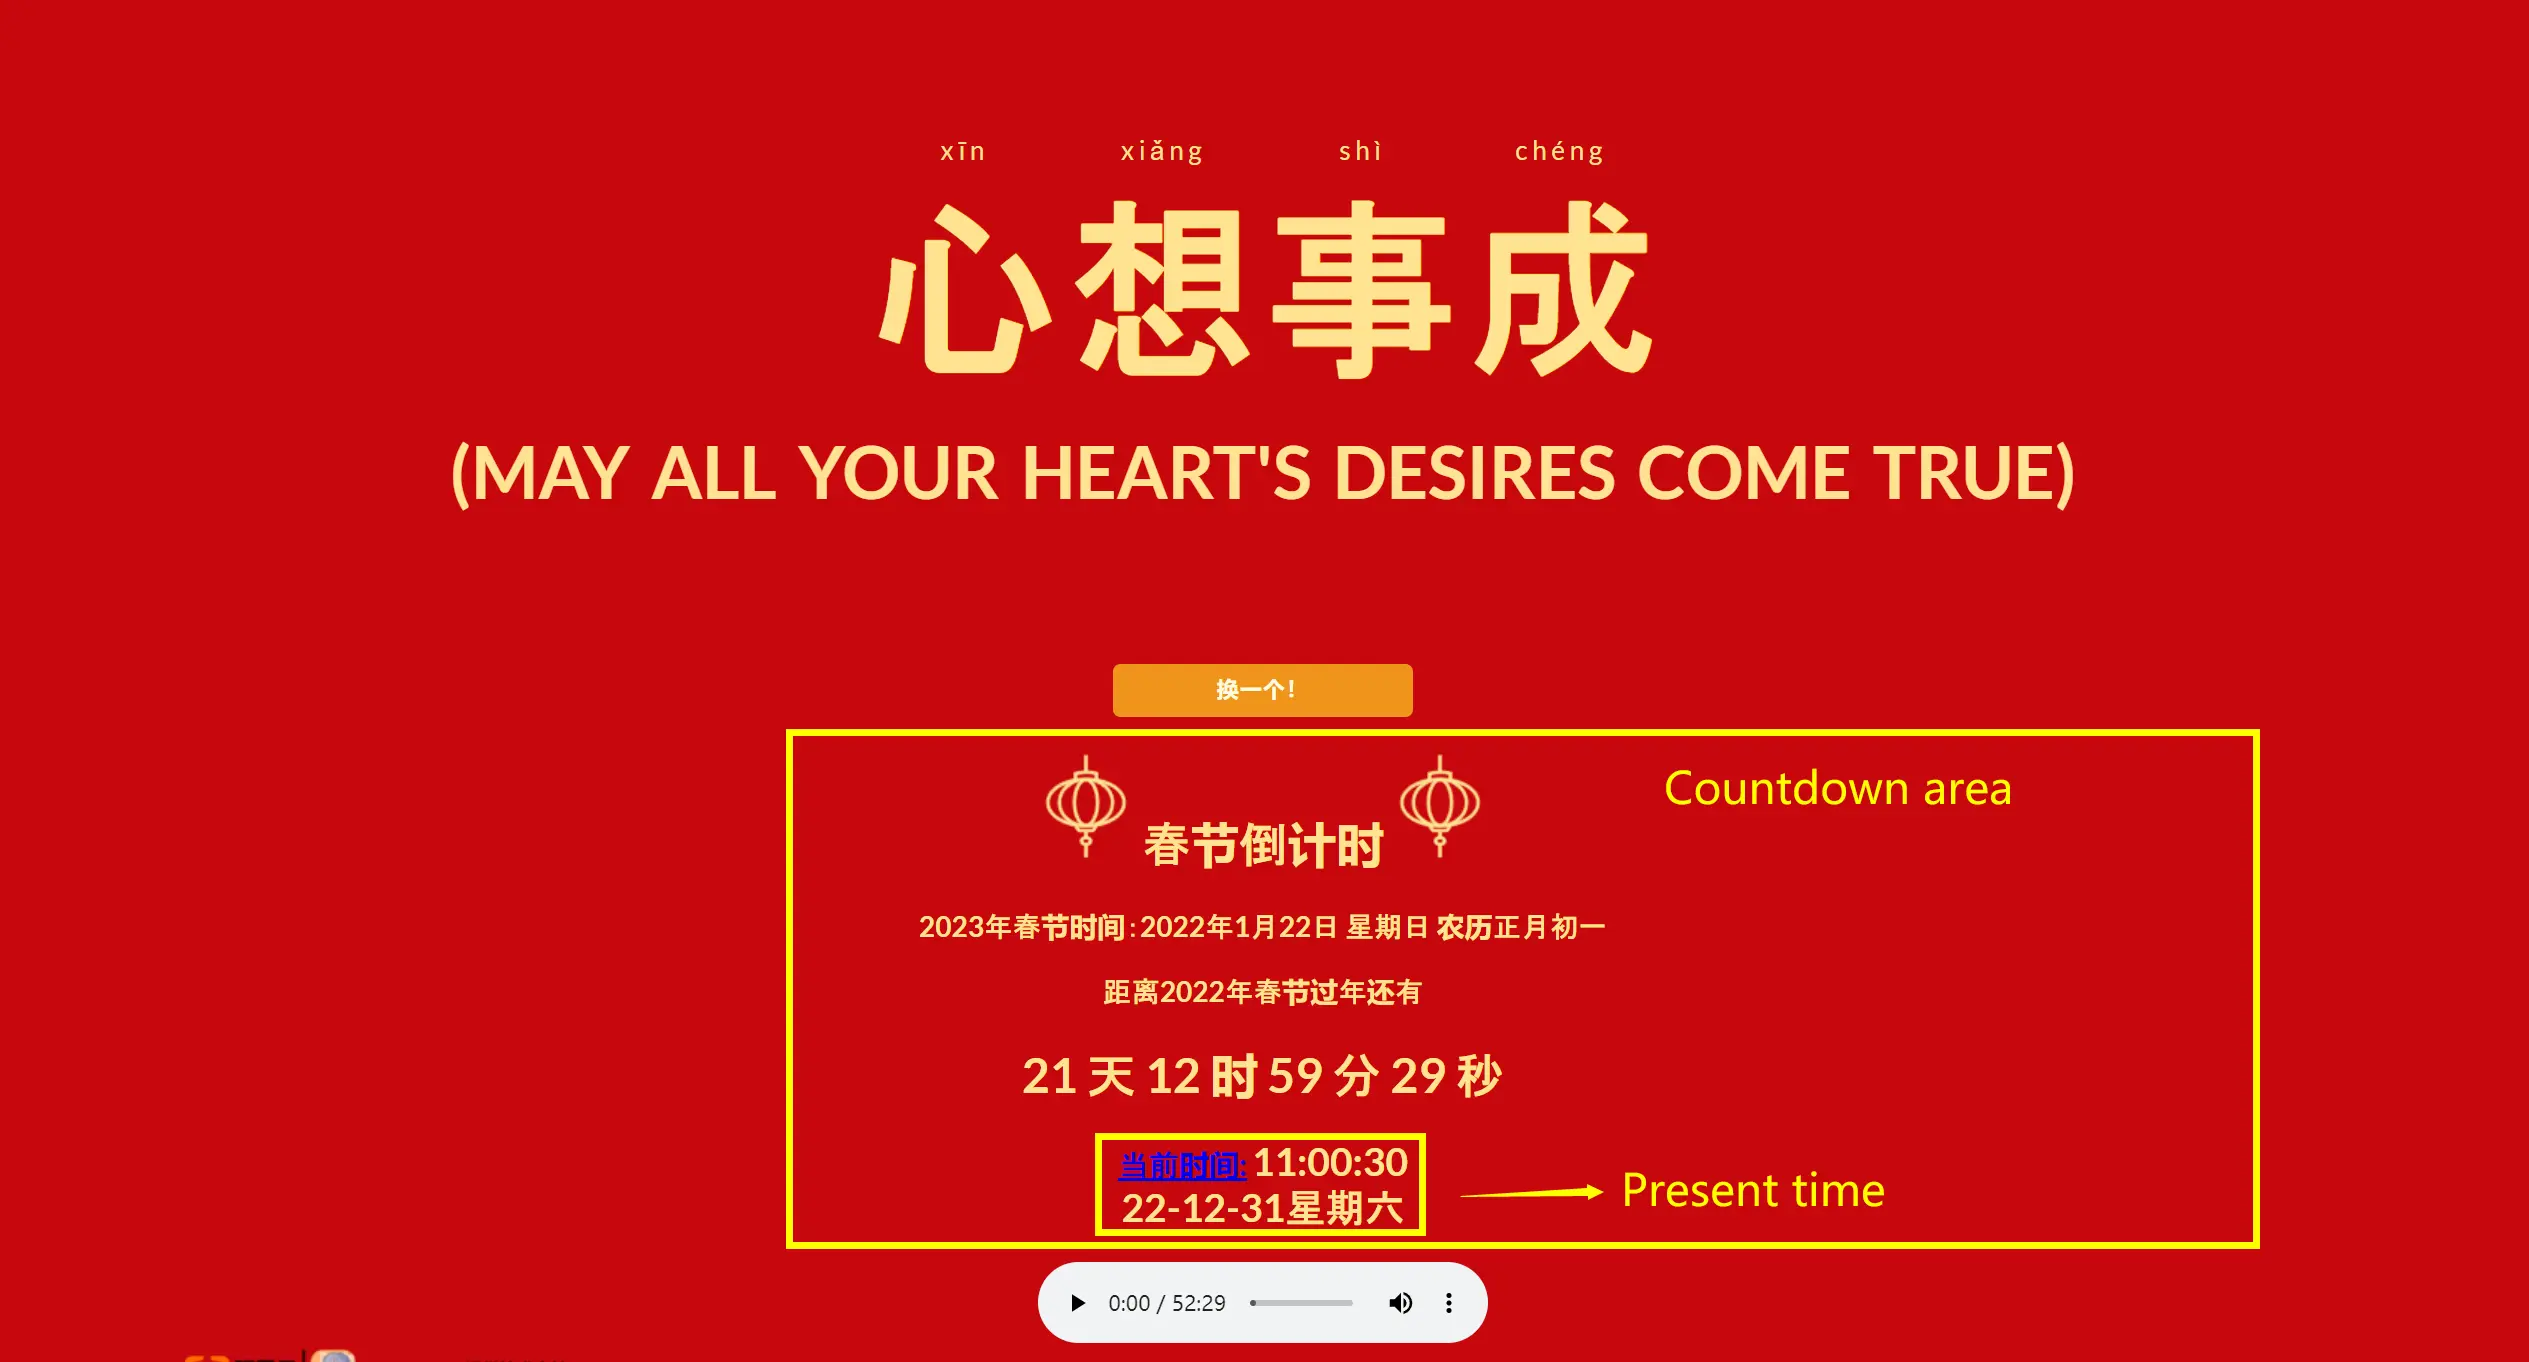 xīn xiǎng shì chéng
心想事成
(MAY ALL YOUR HEART'S DESIRES COME TRUE)
换一个!
Countdown area
春节倒计时
2023年春节时间:2022年1月22日 星期日 农历正月初一
距离2022年春节过年还有
21 天 12 时 59 分 29 秒
当前时间: 11:00:30
22-12-31星期六
Present time
0:00 / 52:29